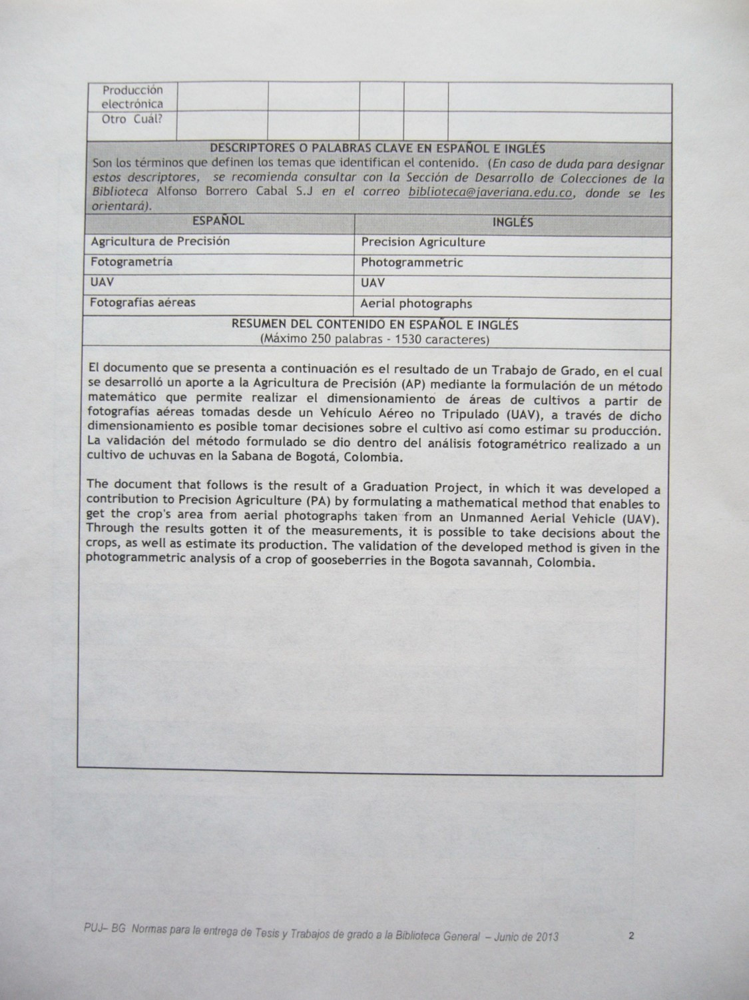 Producción
electrónica
Otro Cuál?
DESCRIPTORES O PALABRAS CLAVE EN ESPAÑOL E INGLÉS
Son los términos que definen los temas que identifican el contenido. (En caso de duda para designar
estos descriptores, se recomienda consultar con la Sección de Desarrollo de Colecciones de la
Biblioteca Alfonso Borrero Cabal S.J en el correo biblioteca@javeriana.edu.co, donde se les
orientará).
ESPAÑOL INGLÉS
Agricultura de Precisión Precision Agriculture
Fotogrametría Photogrammetric
UAV UAV
Fotografías aéreas Aerial photographs
RESUMEN DEL CONTENIDO EN ESPAÑOL E INGLÉS
(Máximo 250 palabras - 1530 caracteres)
El documento que se presenta a continuación es el resultado de un Trabajo de Grado, en el cual
se desarrolló un aporte a la Agricultura de Precisión (AP) mediante la formulación de un método
matemático que permite realizar el dimensionamiento de áreas de cultivos a partir de
fotografías aéreas tomadas desde un Vehículo Aéreo no Tripulado (UAV), a través de dicho
dimensionamiento es posible tomar decisiones sobre el cultivo así como estimar su producción.
La validación del método formulado se dio dentro del análisis fotogramétrico realizado a un
cultivo de uchuvas en la Sabana de Bogotá, Colombia.
The document that follows is the result of a Graduation Project, in which it was developed a
contribution to Precision Agriculture (PA) by formulating a mathematical method that enables to
get the crop's area from aerial photographs taken from an Unmanned Aerial Vehicle (UAV).
Through the results gotten it of the measurements, it is possible to take decisions about the
crops, as well as estimate its production. The validation of the developed method is given in the
photogrammetric analysis of a crop of gooseberries in the Bogota savannah, Colombia.
PUJ– BG Normas para la entrega de Tesis y Trabajos de grado a la Biblioteca General – Junio de 2013 2